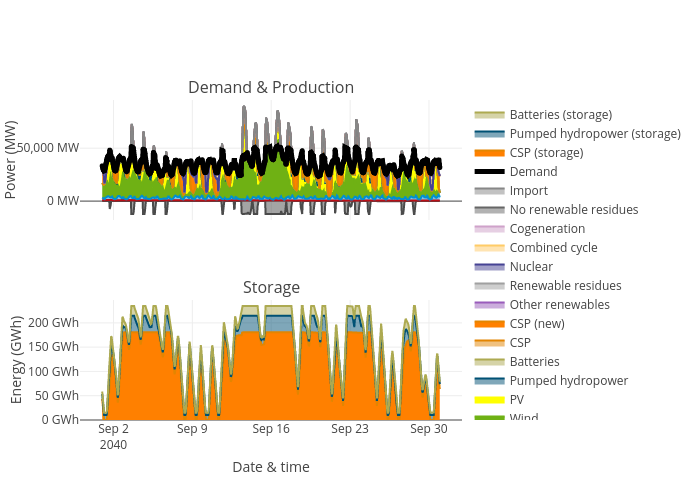 Demand & Production
Power (MW)
50,000 MW
0 MW
Storage
Energy (GWh)
200 GWh
150 GWh
100 GWh
50 GWh
0 GWh
Sep 2
2040
Sep 9
Sep 16
Sep 23
Sep 30
Date & time
Batteries (storage)
Pumped hydropower (storage)
CSP (storage)
Demand
Import
No renewable residues
Cogeneration
Combined cycle
Nuclear
Renewable residues
Other renewables
CSP (new)
CSP
Batteries
Pumped hydropower
PV
Wind